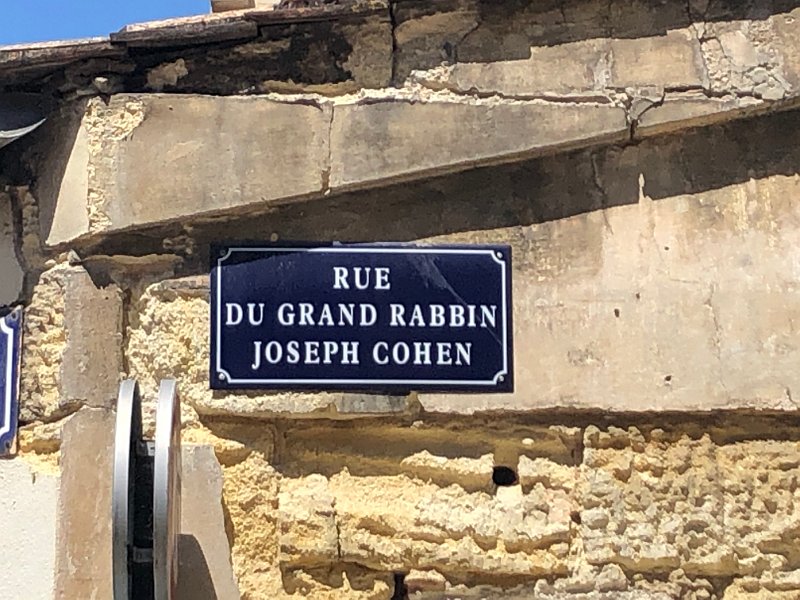 RUE
DU GRAND RABBIN
JOSEPH COHEN